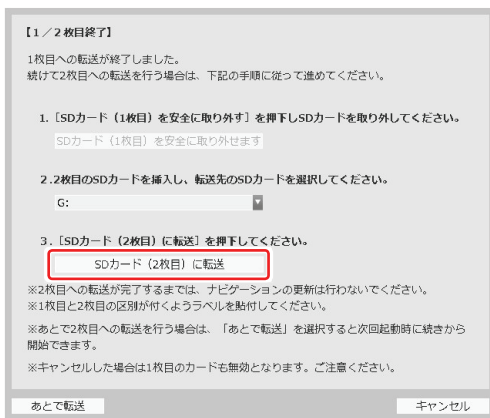 【１／２枚目終了】
1枚目への転送が終了しました。
続けて2枚目への転送を行う場合は、下記の手順に従って進めてください。
1.［SDカード（1枚目）を安全に取り外す］を押下しSDカードを取り外してください。
SDカード（1枚目）を安全に取り外せます
2.2枚目のSDカードを挿入し、転送先のSDカードを選択してください。
G:
3.［SDカード（2枚目）に転送］を押下してください。
SDカード（2枚目）に転送
※2枚目への転送が完了するまでは、ナビゲーションの更新は行わないでください。
※1枚目と2枚目の区別が付くようラベルを貼付してください。
※あとで2枚目への転送を行う場合は、「あとで転送」を選択すると次回起動時に続きから
開始できます。
※キャンセルした場合は1枚目のカードも無効となります。ご注意ください。
あとで転送
キャンセル